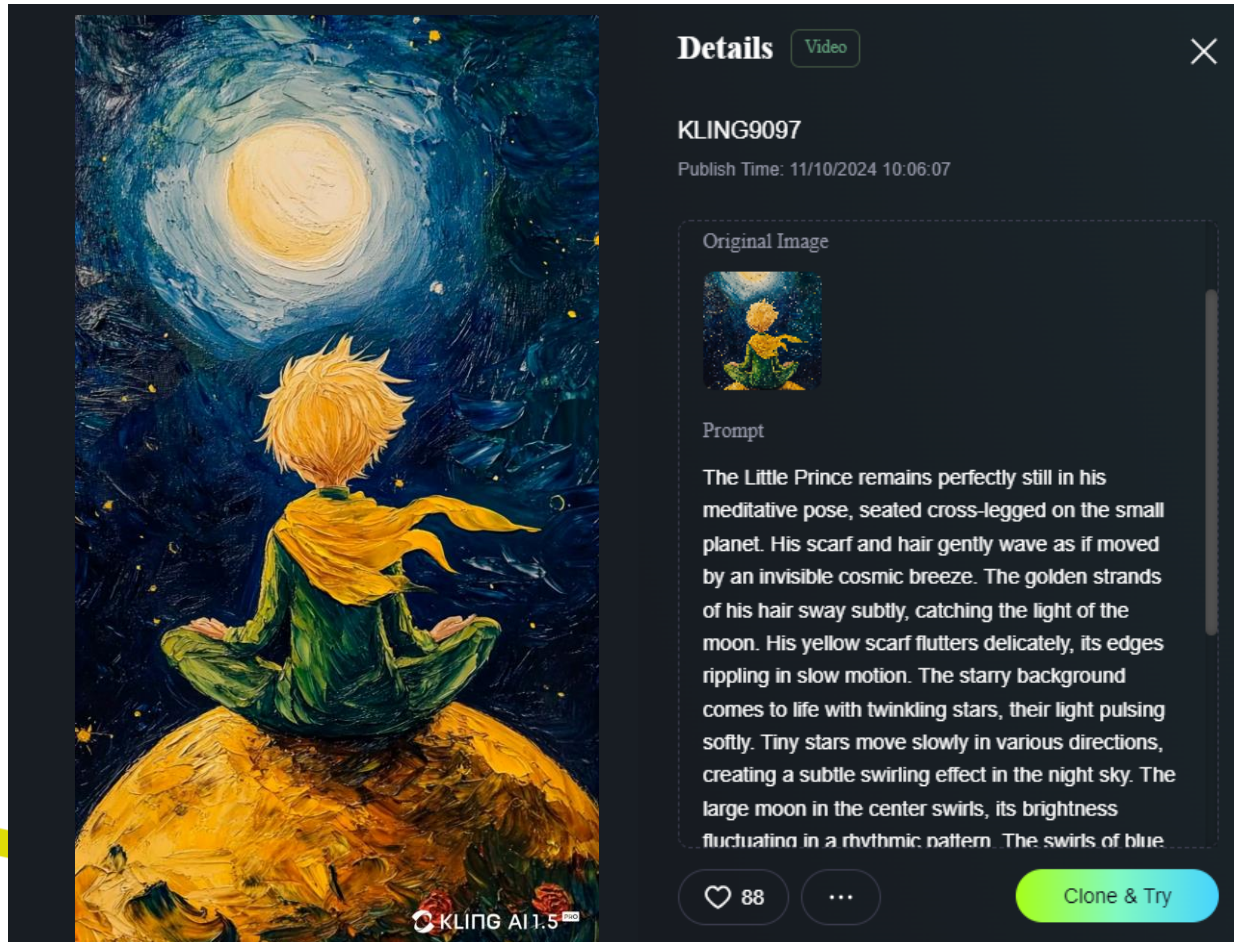 Details
Video
KLING9097
Publish Time: 11/10/2024 10:06:07
Original Image
Prompt
The Little Prince remains perfectly still in his
meditative pose, seated cross-legged on the small
planet. His scarf and hair gently wave as if moved
by an invisible cosmic breeze. The golden strands
of his hair sway subtly, catching the light of the
moon. His yellow scarf flutters delicately, its edges
rippling in slow motion. The starry background
comes to life with twinkling stars, their light pulsing
softly. Tiny stars move slowly in various directions,
creating a subtle swirling effect in the night sky. The
large moon in the center swirls, its brightness
fluctuating in a rhythmic pattern. The swirls of blue
88
Clone & Try
KLING AI 1.5 PRO